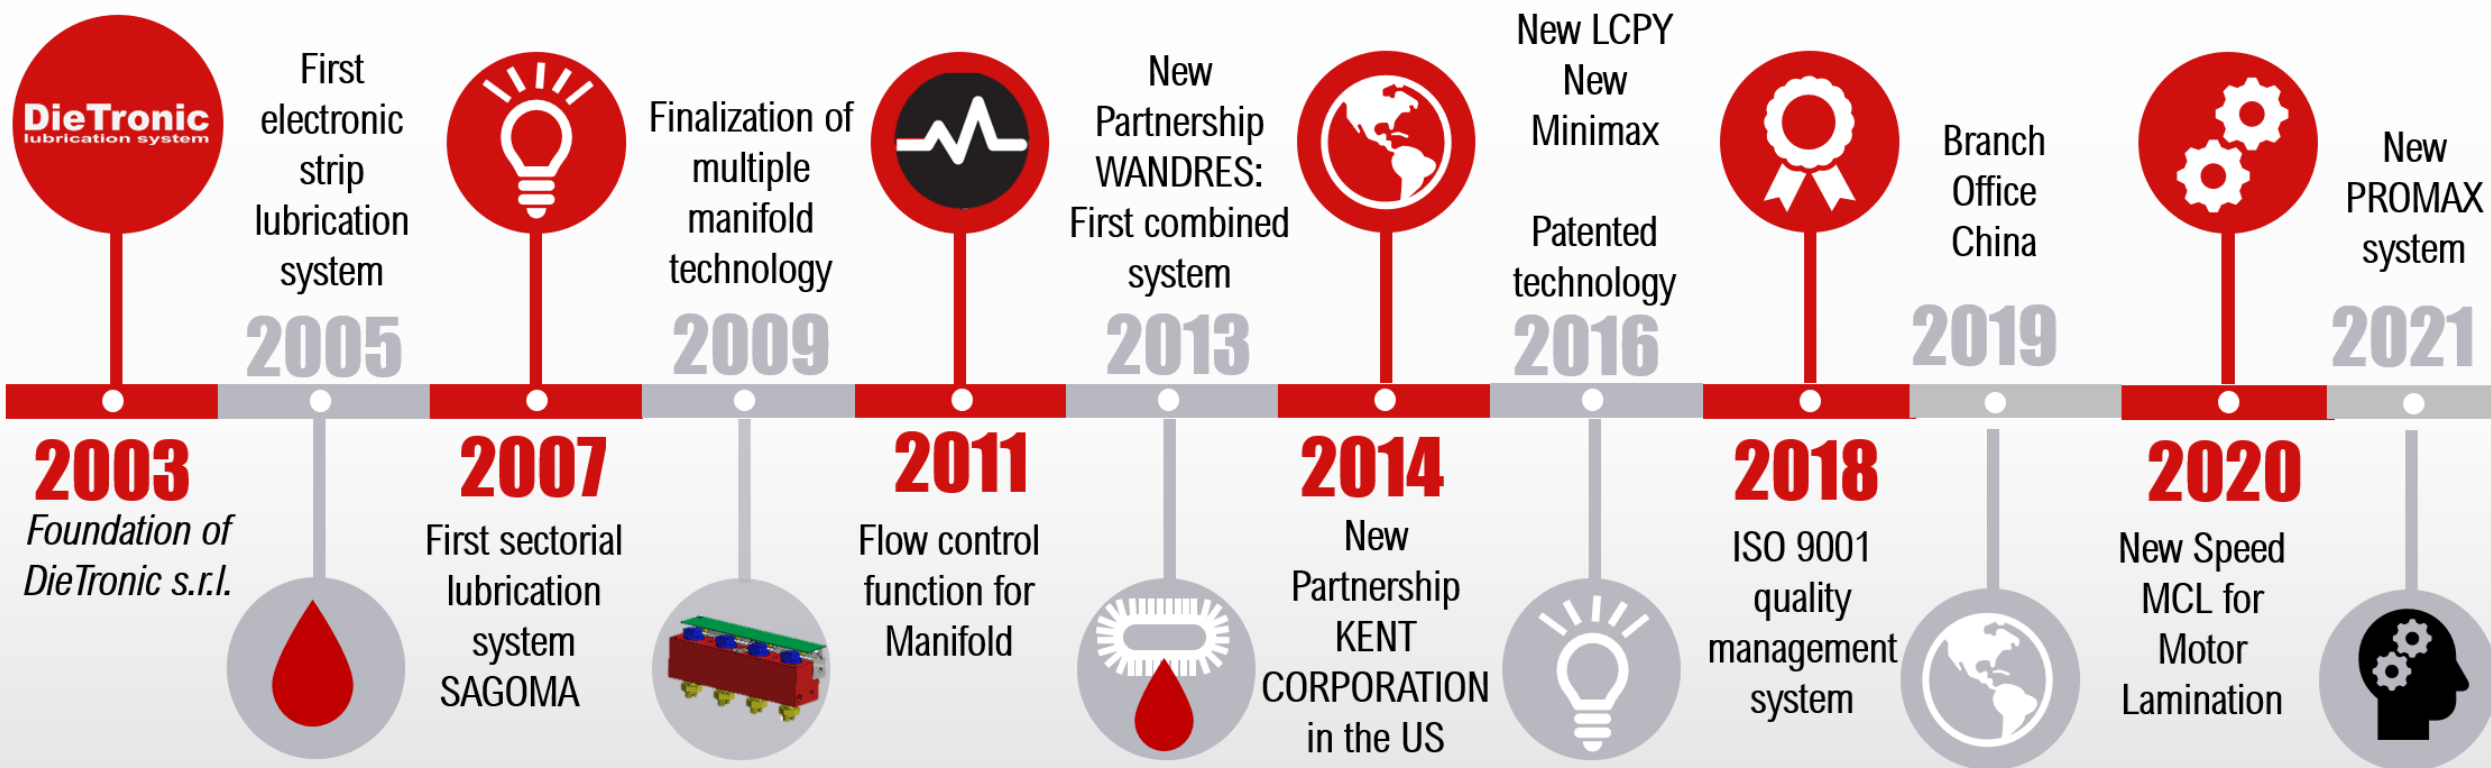 DieTronic
lubrication system
2003
Foundation of
DieTronic s.r.l.
First
electronic
strip
lubrication
system
2005
2007
First sectorial
lubrication
system
SAGOMA
Finalization of
multiple
manifold
technology
2009
2011
Flow control
function for
Manifold
New
Partnership
WANDRES:
First combined
system
2013
2014
New
Partnership
KENT
CORPORATION
in the US
New LCPY
New
Minimax
Patented
technology
2016
2018
ISO 9001
quality
management
system
Branch
Office
China
2019
2020
New Speed
MCL for
Motor
Lamination
New
PROMAX
system
2021